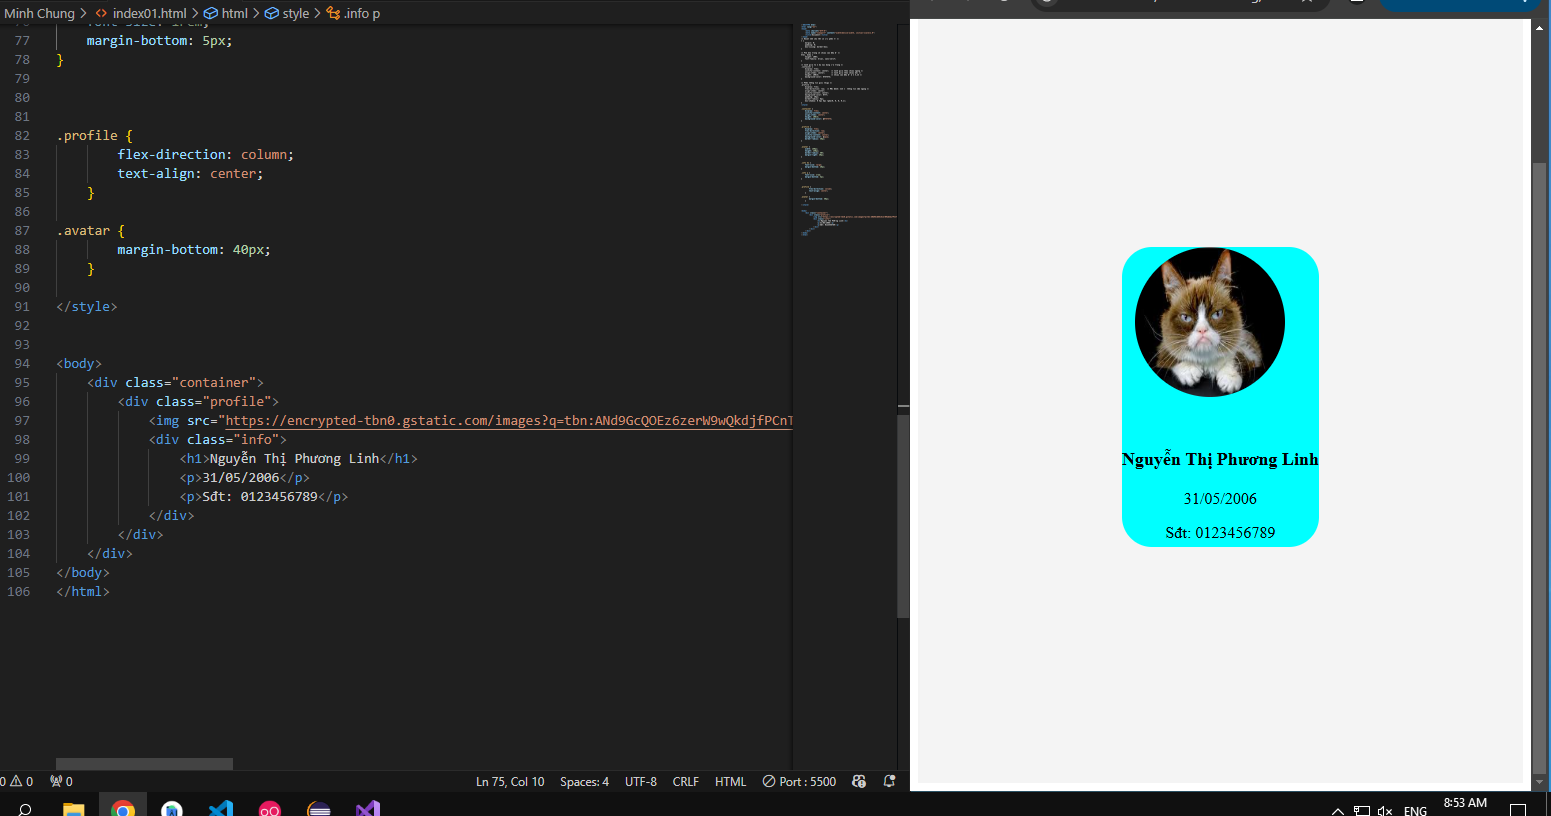 Minh Chung > <> index01.html > html > style > .info p
77 margin-bottom: 5px;
78 }
79
80
81
82 .profile {
83 flex-direction: column;
84 text-align: center;
85 }
86
87 .avatar {
88 margin-bottom: 40px;
89 }
90
91 </style>
92
93
94 <body>
95 <div class="container">
96 <div class="profile">
97 <img src="https://encrypted-tbn0.gstatic.com/images?q=tbn:ANd9GcQOEz6zerW9wQkdjfPCnT
98 <div class="info">
99 <h1>Nguyễn Thị Phương Linh</h1>
100 <p>31/05/2006</p>
101 <p>Sđt: 0123456789</p>
102 </div>
103 </div>
104 </div>
105 </body>
106 </html>
Nguyễn Thị Phương Linh
31/05/2006
Sđt: 0123456789
0 0 0 Ln 75, Col 10 Spaces: 4 UTF-8 CRLF HTML Port : 5500
ENG 8:53 AM